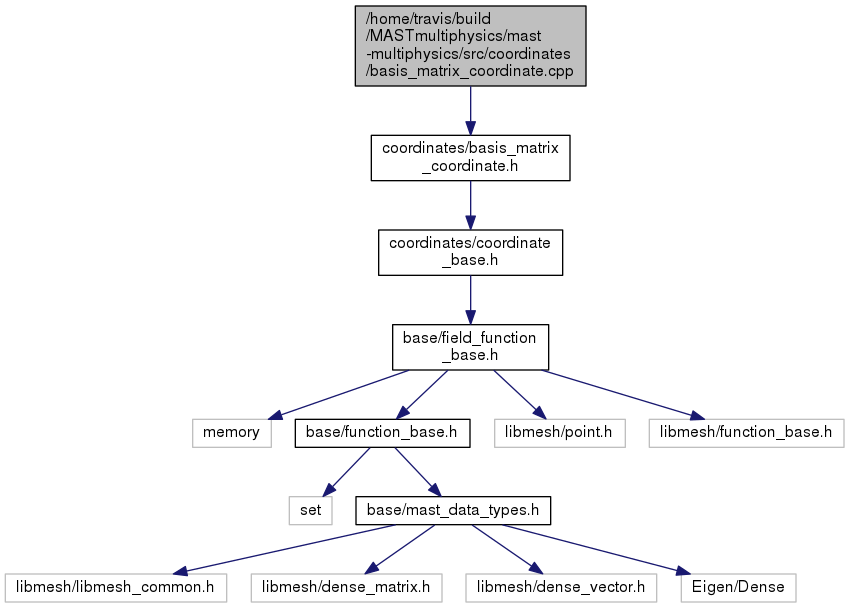 /home/travis/build
/MASTmultiphysics/mast
-multiphysics/src/coordinates
/basis_matrix_coordinate.cpp
coordinates/basis_matrix
_coordinate.h
coordinates/coordinate
_base.h
base/field_function
_base.h
memory
base/function_base.h
libmesh/point.h
libmesh/function_base.h
set
base/mast_data_types.h
libmesh/libmesh_common.h
libmesh/dense_matrix.h
libmesh/dense_vector.h
Eigen/Dense